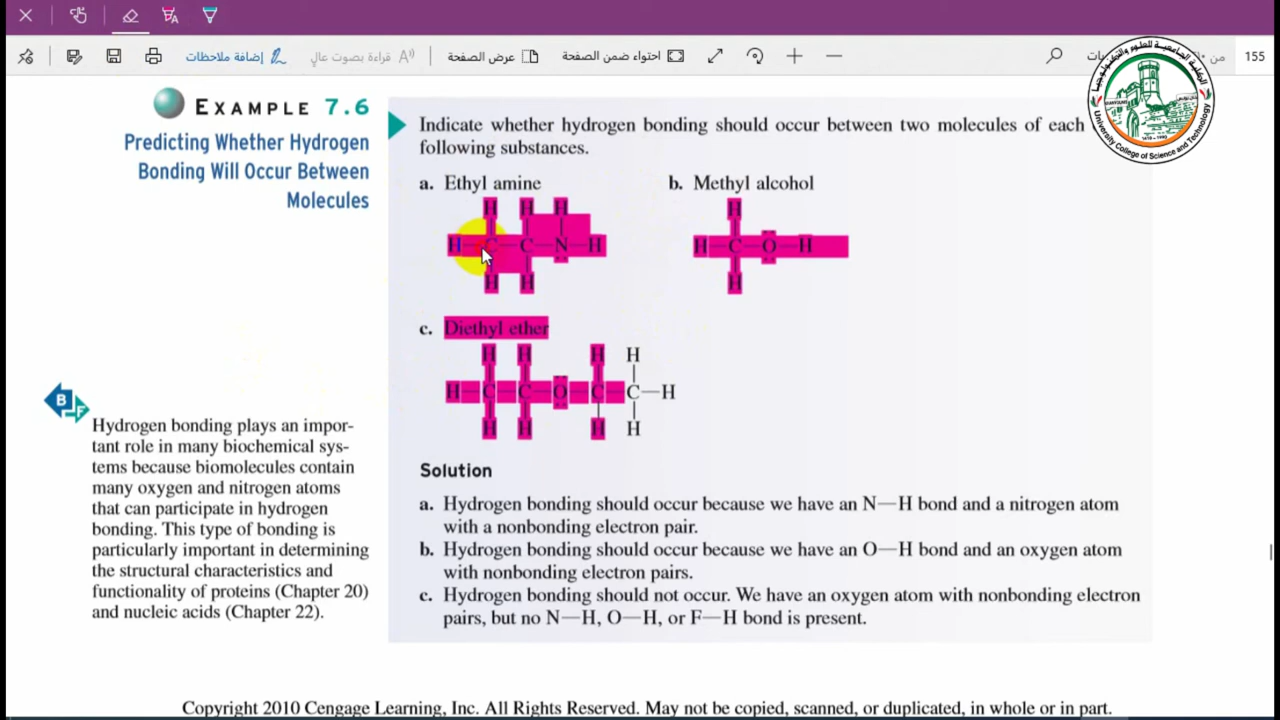 إضافة ملاحظات
قراءة بصوت عالٍ
عرض الصفحة
احتواء ضمن الصفحة
من
155
University College of Science and Technology
EXAMPLE 7.6
Predicting Whether Hydrogen
Bonding Will Occur Between
Molecules
Indicate whether hydrogen bonding should occur between two molecules of each
following substances.
a. Ethyl amine
b. Methyl alcohol
H H H
H—C—C—N—H
H H
H
H—C—O—H
H
c. Diethyl ether
H H H H
H—C—C—O—C—C—H
H H H H
B
F
Hydrogen bonding plays an impor-
tant role in many biochemical sys-
tems because biomolecules contain
many oxygen and nitrogen atoms
that can participate in hydrogen
bonding. This type of bonding is
particularly important in determining
the structural characteristics and
functionality of proteins (Chapter 20)
and nucleic acids (Chapter 22).
Solution
a. Hydrogen bonding should occur because we have an N—H bond and a nitrogen atom
with a nonbonding electron pair.
b. Hydrogen bonding should occur because we have an O—H bond and an oxygen atom
with nonbonding electron pairs.
c. Hydrogen bonding should not occur. We have an oxygen atom with nonbonding electron
pairs, but no N—H, O—H, or F—H bond is present.
Copyright 2010 Cengage Learning, Inc. All Rights Reserved. May not be copied, scanned, or duplicated, in whole or in part.